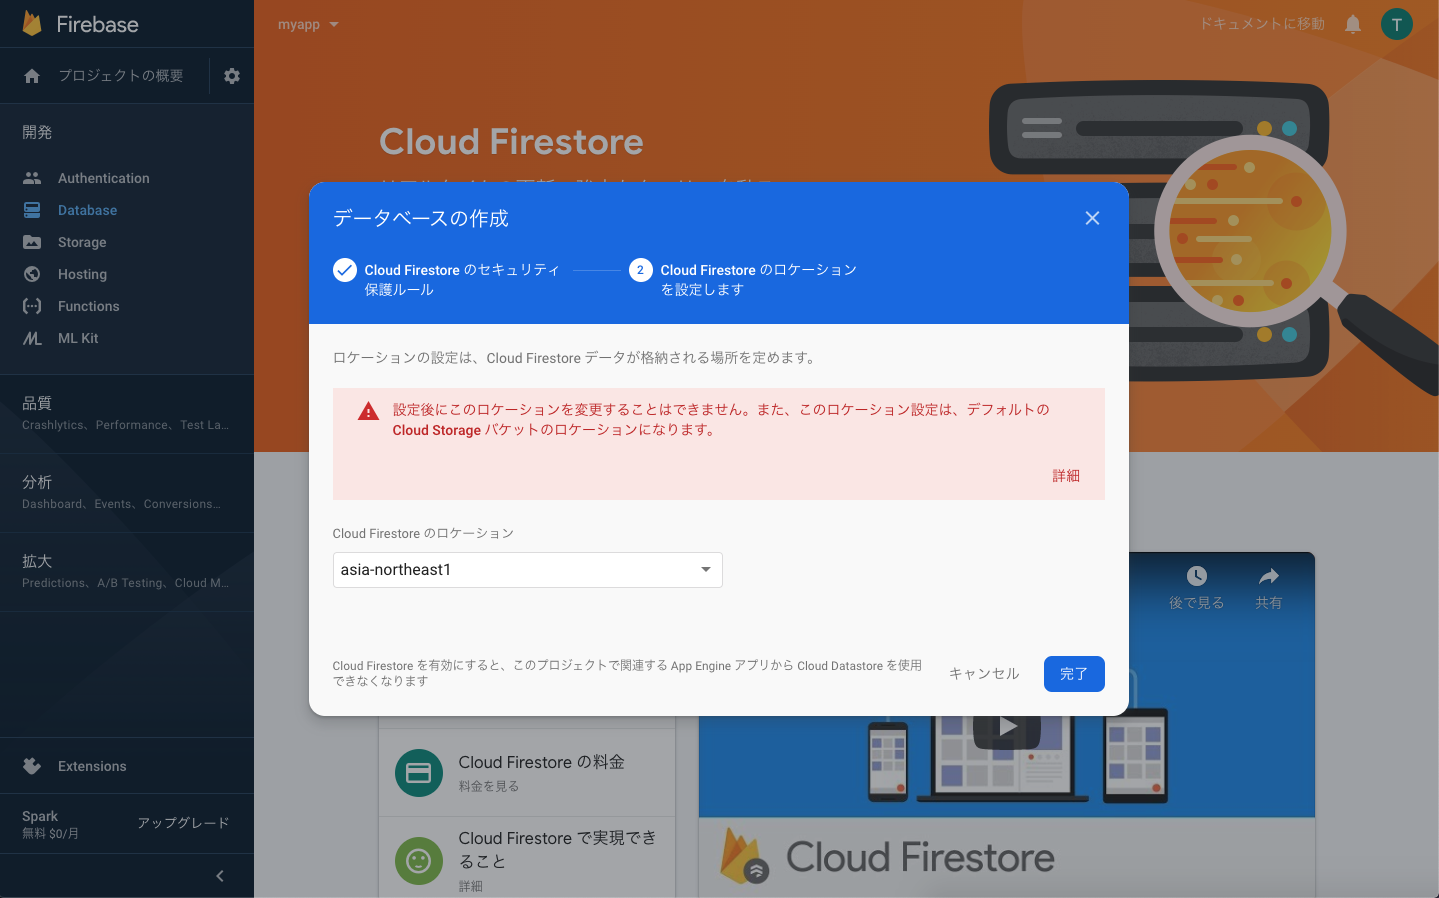 Firebase
プロジェクトの概要
開発
Authentication
Database
Storage
Hosting
Functions
ML Kit
品質
Crashlytics、Performance、Test La...
分析
Dashboard、Events、Conversions...
拡大
Predictions、A/B Testing、Cloud M...
Extensions
Spark
無料 $0/月
アップグレード
myapp
ドキュメントに移動
T
Cloud Firestore
データベースの作成
Cloud Firestore のセキュリティ
保護ルール
2
Cloud Firestore のロケーション
を設定します
ロケーションの設定は、Cloud Firestore データが格納される場所を定めます。
設定後にこのロケーションを変更することはできません。また、このロケーション設定は、デフォルトの
Cloud Storage バケットのロケーションになります。
詳細
Cloud Firestore のロケーション
asia-northeast1
Cloud Firestore を有効にすると、このプロジェクトで関連する App Engine アプリから Cloud Datastore を使用
できなくなります
キャンセル
完了
後で見る
共有
Cloud Firestore の料金
料金を見る
Cloud Firestore で実現でき
ること
詳細
Cloud Firestore